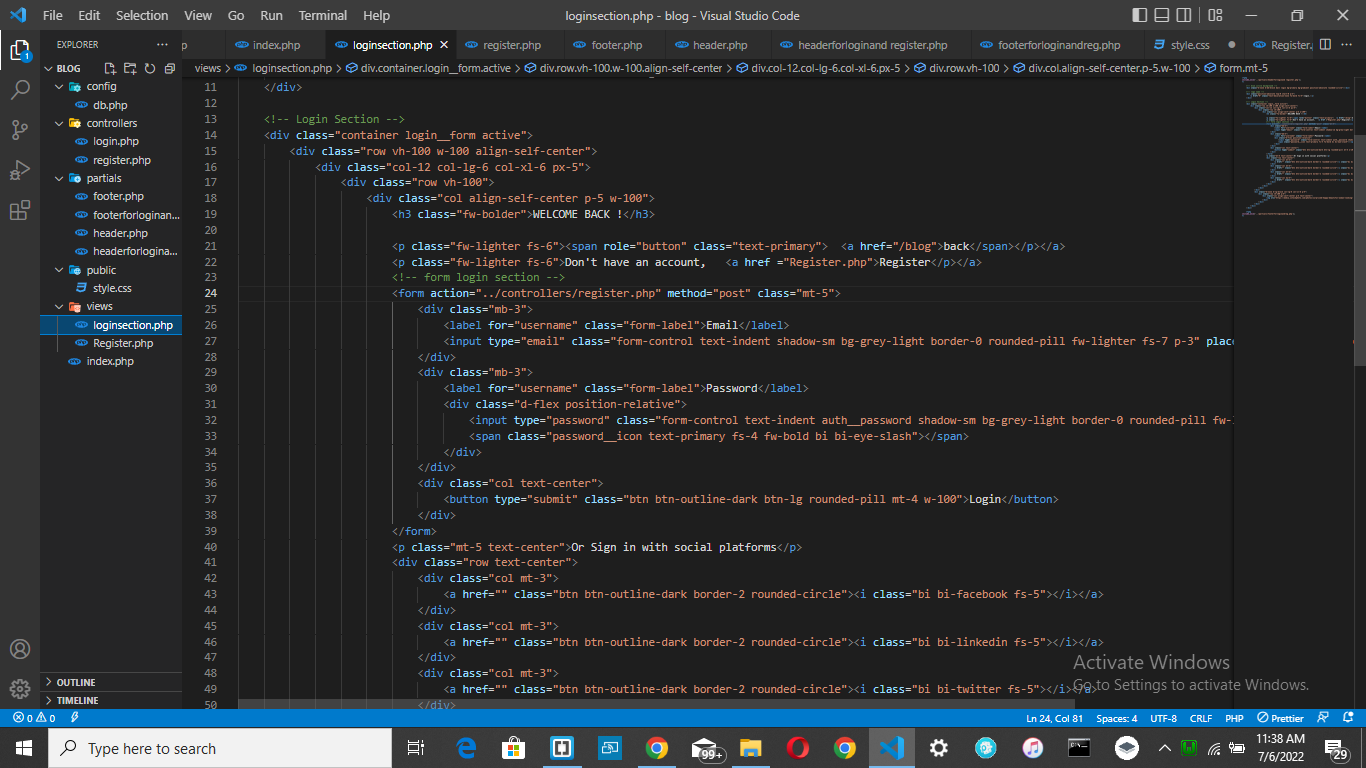 File Edit Selection View Go Run Terminal Help loginsection.php - blog - Visual Studio Code
EXPLORER ... p index.php loginsection.php register.php footer.php header.php headerforloginand register.php footerforloginandreg.php style.css Register.
BLOG views > loginsection.php > div.container.login__form.active > div.row.vh-100.w-100.align-self-center > div.col-12.col-lg-6.col-xl-6.px-5 > div.row.vh-100 > div.col.align-self-center.p-5.w-100 > form.mt-5
config
db.php
controllers
login.php
register.php
partials
footer.php
footerforloginan...
header.php
headerforlogina...
public
style.css
views
loginsection.php
Register.php
index.php
OUTLINE
TIMELINE
11 </div>
12
13 <!-- Login Section -->
14 <div class="container login__form active">
15 <div class="row vh-100 w-100 align-self-center">
16 <div class="col-12 col-lg-6 col-xl-6 px-5">
17 <div class="row vh-100">
18 <div class="col align-self-center p-5 w-100">
19 <h3 class="fw-bolder">WELCOME BACK !</h3>
20
21 <p class="fw-lighter fs-6"><span role="button" class="text-primary"> <a href="/blog">back</span></p></a>
22 <p class="fw-lighter fs-6">Don't have an account, <a href ="Register.php">Register</p></a>
23 <!-- form login section -->
24 <form action="../controllers/register.php" method="post" class="mt-5">
25 <div class="mb-3">
26 <label for="username" class="form-label">Email</label>
27 <input type="email" class="form-control text-indent shadow-sm bg-grey-light border-0 rounded-pill fw-lighter fs-7 p-3" plac
28 </div>
29 <div class="mb-3">
30 <label for="username" class="form-label">Password</label>
31 <div class="d-flex position-relative">
32 <input type="password" class="form-control text-indent auth__password shadow-sm bg-grey-light border-0 rounded-pill fw-
33 <span class="password__icon text-primary fs-4 fw-bold bi bi-eye-slash"></span>
34 </div>
35 </div>
36 <div class="col text-center">
37 <button type="submit" class="btn btn-outline-dark btn-lg rounded-pill mt-4 w-100">Login</button>
38 </div>
39 </form>
40 <p class="mt-5 text-center">Or Sign in with social platforms</p>
41 <div class="row text-center">
42 <div class="col mt-3">
43 <a href="" class="btn btn-outline-dark border-2 rounded-circle"><i class="bi bi-facebook fs-5"></i></a>
44 </div>
45 <div class="col mt-3">
46 <a href="" class="btn btn-outline-dark border-2 rounded-circle"><i class="bi bi-linkedin fs-5"></i></a>
47 </div>
48 <div class="col mt-3">
49 <a href="" class="btn btn-outline-dark border-2 rounded-circle"><i class="bi bi-twitter fs-5"></i></a>
50 </div>
Activate Windows
Go to Settings to activate Windows.
0 0 Ln 24, Col 81 Spaces: 4 UTF-8 CRLF PHP Prettier
Type here to search
99+
11:38 AM
7/6/2022
29